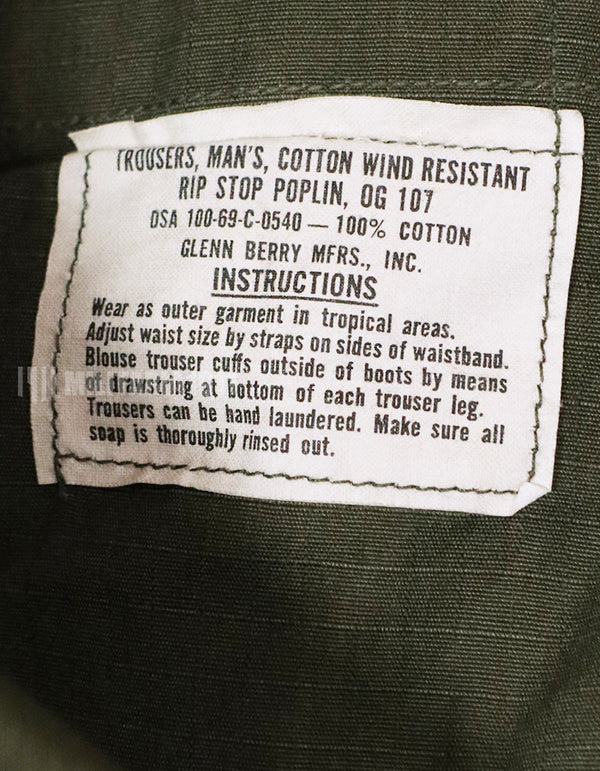 TROUSERS, MAN'S, COTTON WIND RESISTANT
RIP STOP POPLIN, OG 107
DSA 100-69-C-0540 — 100% COTTON
GLENN BERRY MFRS., INC.
INSTRUCTIONS
Wear as outer garment in tropical areas.
Adjust waist size by straps on sides of waistband.
Blouse trouser cuffs outside of boots by means
of drawstring at bottom of each trouser leg.
Trousers can be hand laundered. Make sure all
soap is thoroughly rinsed out.